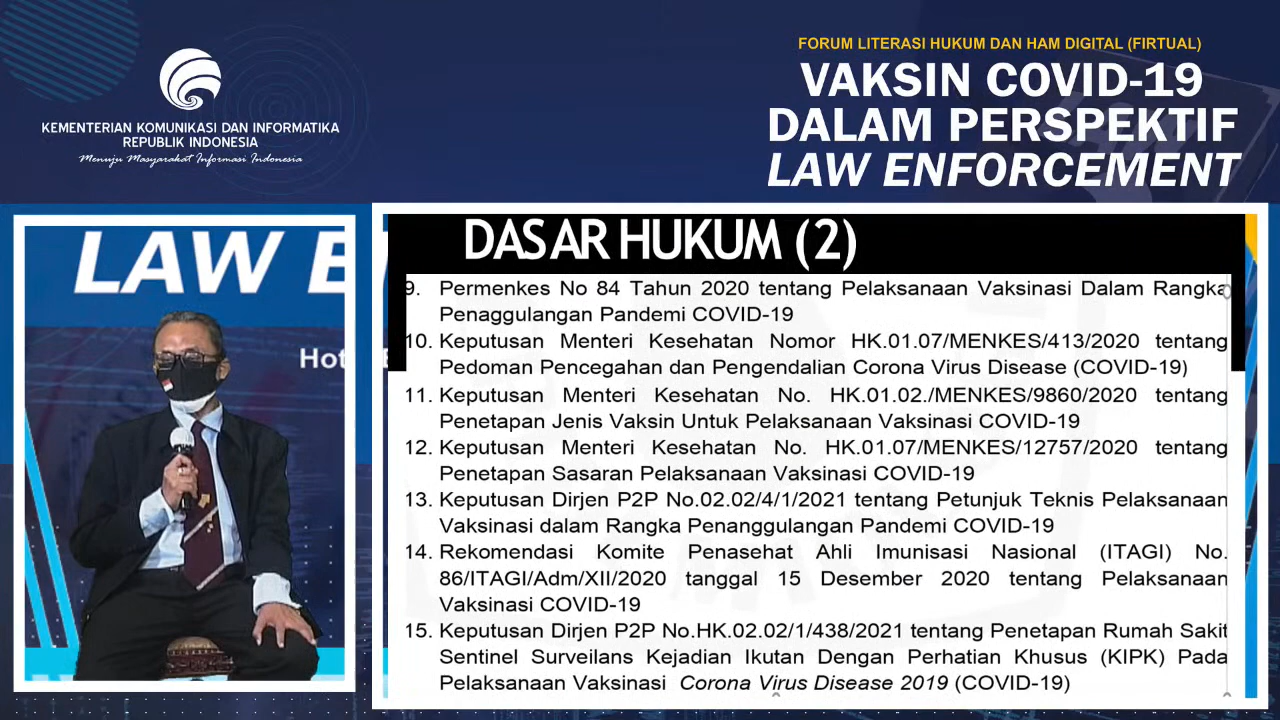 KEMENTERIAN KOMUNIKASI DAN INFORMATIKA
REPUBLIK INDONESIA
Menuju Masyarakat Informasi Indonesia
FORUM LITERASI HUKUM DAN HAM DIGITAL (FIRTUAL)
VAKSIN COVID-19
DALAM PERSPEKTIF
LAW ENFORCEMENT
LAW E
Hot
DASAR HUKUM (2)
9. Permenkes No 84 Tahun 2020 tentang Pelaksanaan Vaksinasi Dalam Rangka
Penaggulangan Pandemi COVID-19
10. Keputusan Menteri Kesehatan Nomor HK.01.07/MENKES/413/2020 tentang
Pedoman Pencegahan dan Pengendalian Corona Virus Disease (COVID-19)
11. Keputusan Menteri Kesehatan No. HK.01.02./MENKES/9860/2020 tentang
Penetapan Jenis Vaksin Untuk Pelaksanaan Vaksinasi COVID-19
12. Keputusan Menteri Kesehatan No. HK.01.07/MENKES/12757/2020 tentang
Penetapan Sasaran Pelaksanaan Vaksinasi COVID-19
13. Keputusan Dirjen P2P No.02.02/4/1/2021 tentang Petunjuk Teknis Pelaksanaan
Vaksinasi dalam Rangka Penanggulangan Pandemi COVID-19
14. Rekomendasi Komite Penasehat Ahli Imunisasi Nasional (ITAGI) No.
86/ITAGI/Adm/XII/2020 tanggal 15 Desember 2020 tentang Pelaksanaan
Vaksinasi COVID-19
15. Keputusan Dirjen P2P No.HK.02.02/1/438/2021 tentang Penetapan Rumah Sakit
Sentinel Surveilans Kejadian Ikutan Dengan Perhatian Khusus (KIPK) Pada
Pelaksanaan Vaksinasi Corona Virus Disease 2019 (COVID-19)